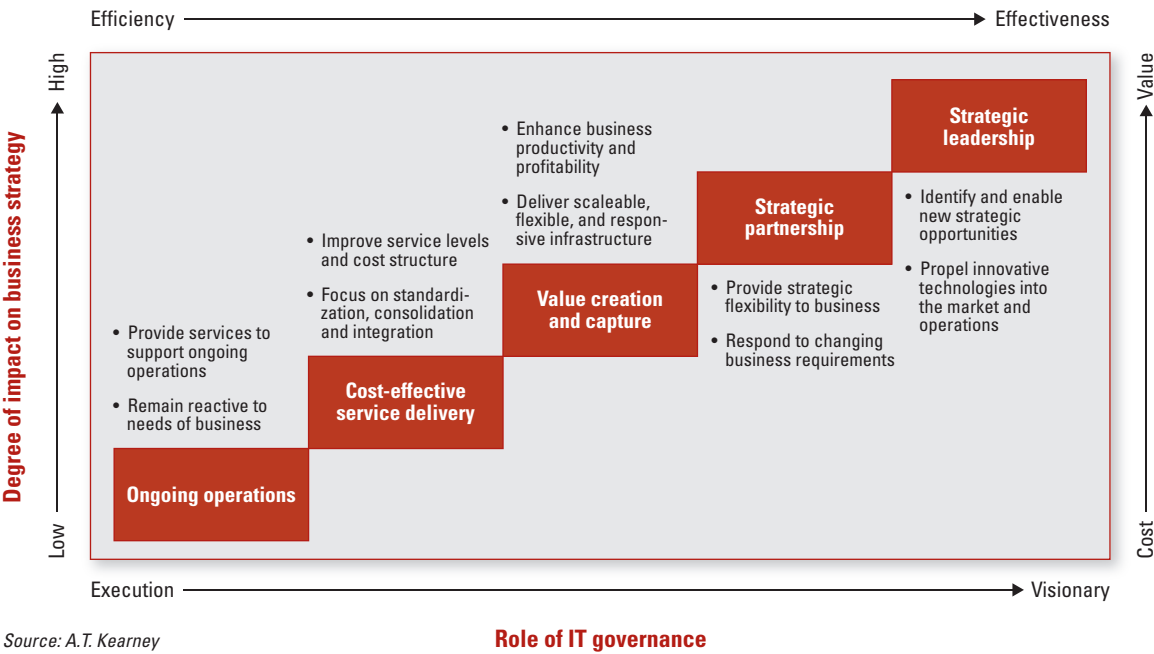 Efficiency
Effectiveness
High
Low
Degree of impact on business strategy
Value
Cost
• Provide services to
support ongoing
operations
• Remain reactive to
needs of business
Ongoing operations
• Improve service levels
and cost structure
• Focus on standardi-
zation, consolidation
and integration
Cost-effective
service delivery
• Enhance business
productivity and
profitability
• Deliver scaleable,
flexible, and respon-
sive infrastructure
Value creation
and capture
Strategic
partnership
• Provide strategic
flexibility to business
• Respond to changing
business requirements
Strategic
leadership
• Identify and enable
new strategic
opportunities
• Propel innovative
technologies into
the market and
operations
Execution
Visionary
Source: A.T. Kearney
Role of IT governance